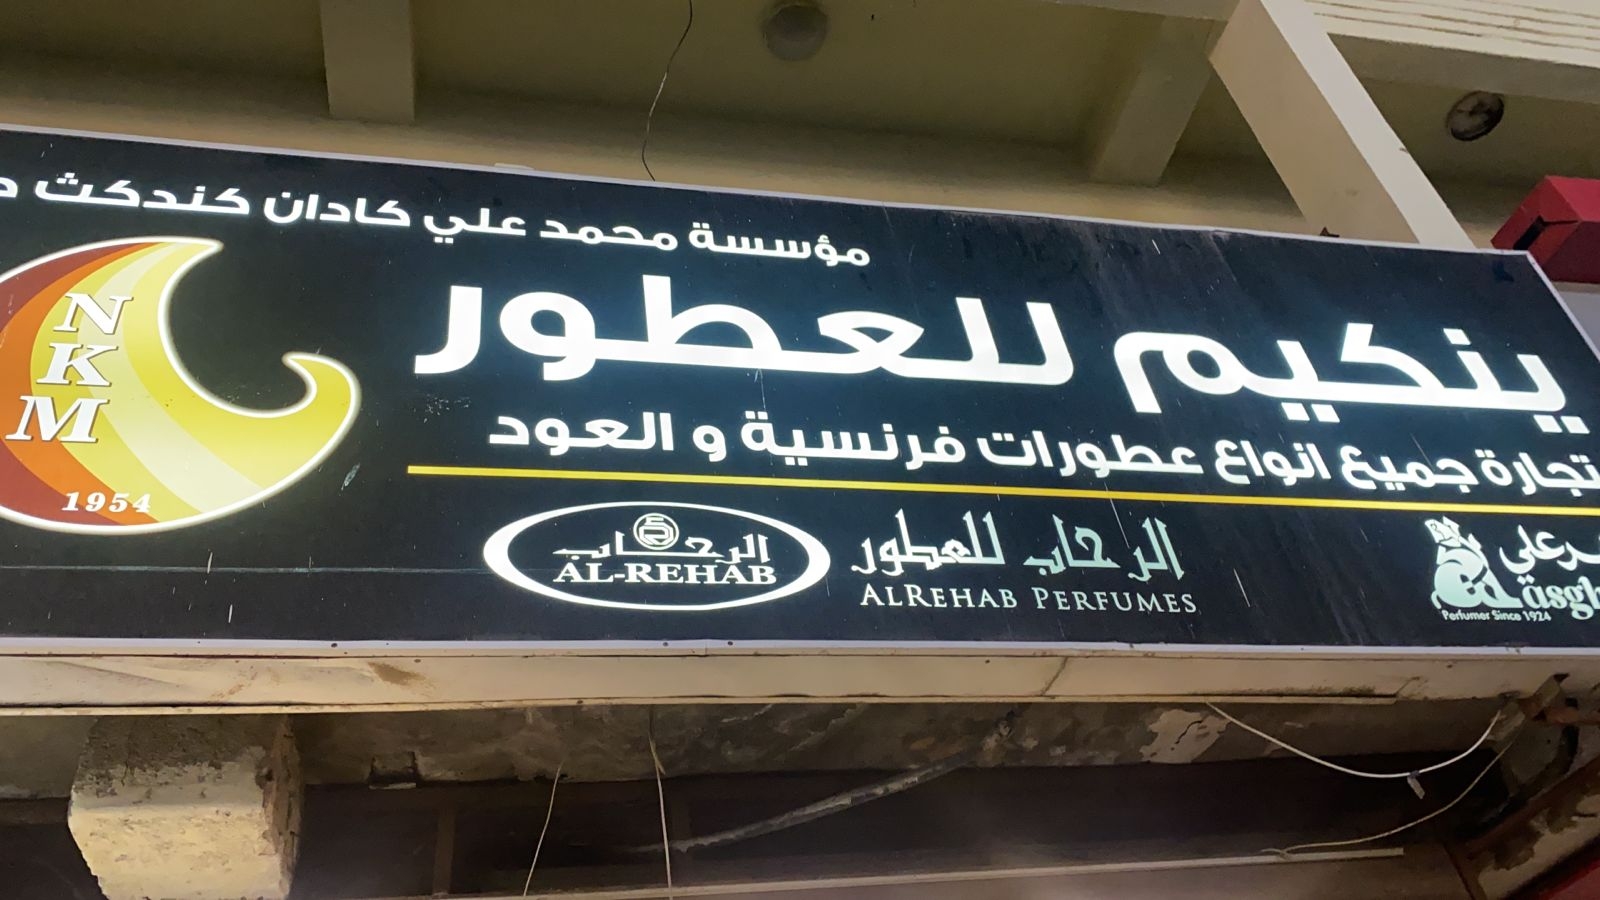 مؤسسة محمد علي كادان كندكث
ينكيم للعطور
تجارة جميع انواع عطورات فرنسية و العود
NKM
1954
الرحاب
AL-REHAB
الرحاب للعطور
ALREHAB PERFUMES
Perfumer Since 1924